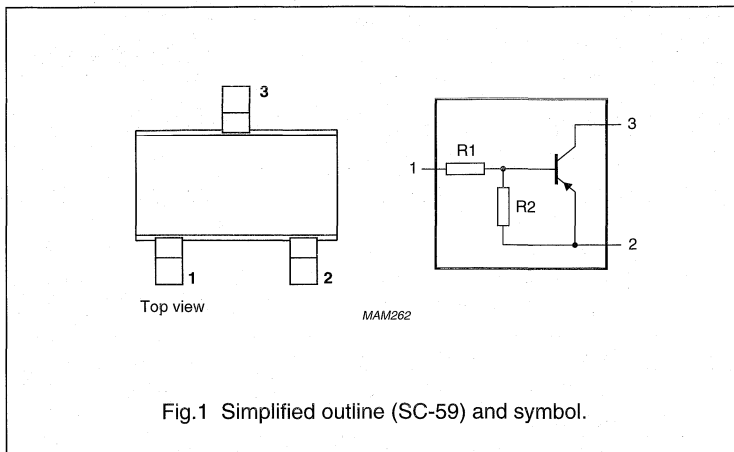 3
3
R1
1
R2
1
2
2
Top view
MAM262
Fig.1 Simplified outline (SC-59) and symbol.